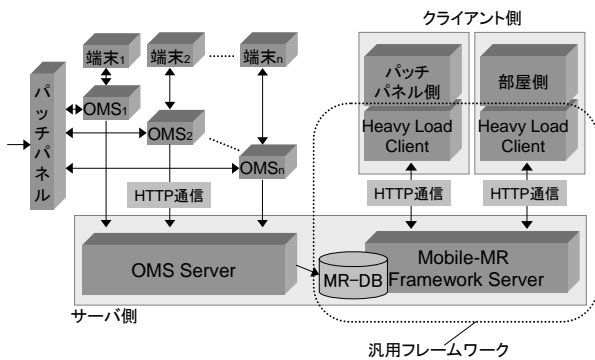 クライアント側
端末1
端末2
端末n
パッチ
パネル側
部屋側
パッチパネル
OMS1
OMS2
OMSn
Heavy Load
Client
Heavy Load
Client
HTTP通信
HTTP通信
HTTP通信
OMS Server
MR-DB
Mobile-MR
Framework Server
サーバ側
汎用フレームワーク